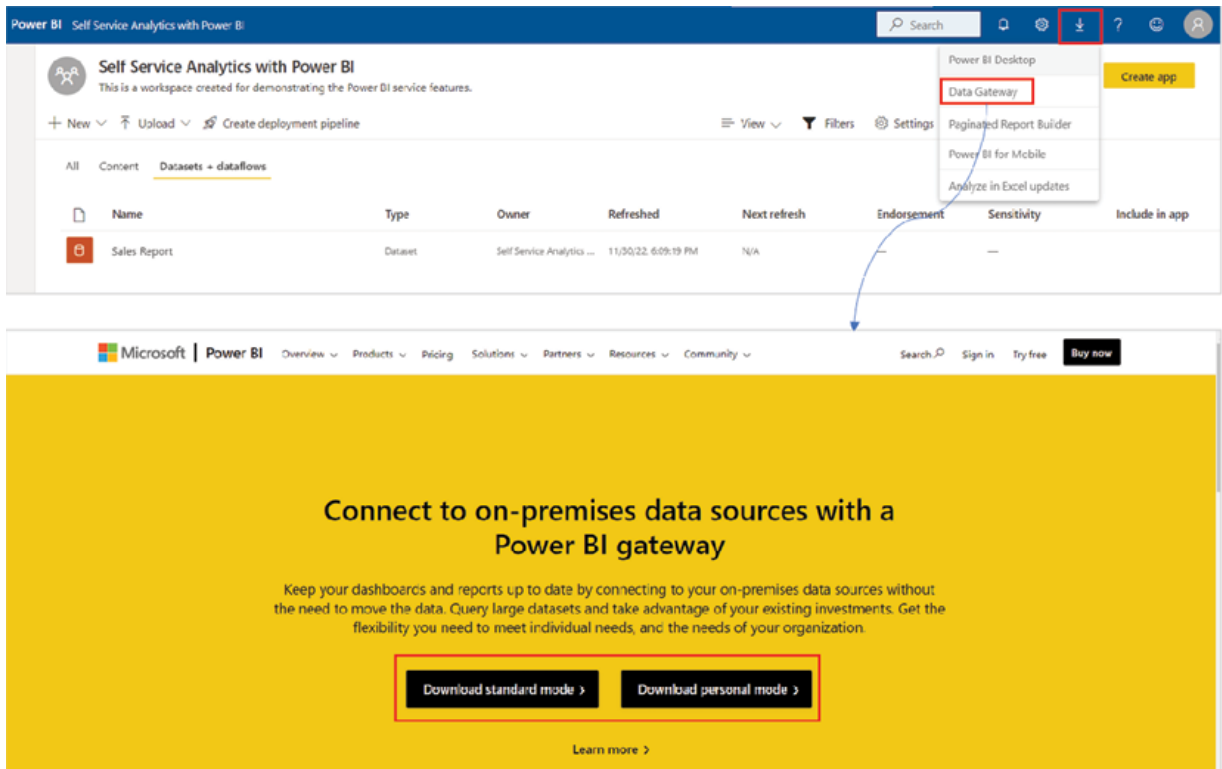 Power BI Self Service Analytics with Power BI Search ?
Self Service Analytics with Power BI
This is a workspace created for demonstrating the Power BI service features.
Power BI Desktop
Data Gateway
Paginated Report Builder
Power BI for Mobile
Analyze in Excel updates
Create app
New Upload Create deployment pipeline View Filters Settings
All Content Datasets + dataflows
Name Type Owner Refreshed Next refresh Endorsement Sensitivity Include in app
Sales Report Dataset Self Service Analytics ... 11/30/22, 6:09:19 PM N/A — —
Microsoft | Power BI Overview Products Pricing Solutions Partners Resources Community Search Sign in Try free Buy now
Connect to on-premises data sources with a
Power BI gateway
Keep your dashboards and reports up to date by connecting to your on-premises data sources without
the need to move the data. Query large datasets and take advantage of your existing investments. Get the
flexibility you need to meet individual needs, and the needs of your organization.
Download standard mode > Download personal mode >
Learn more >